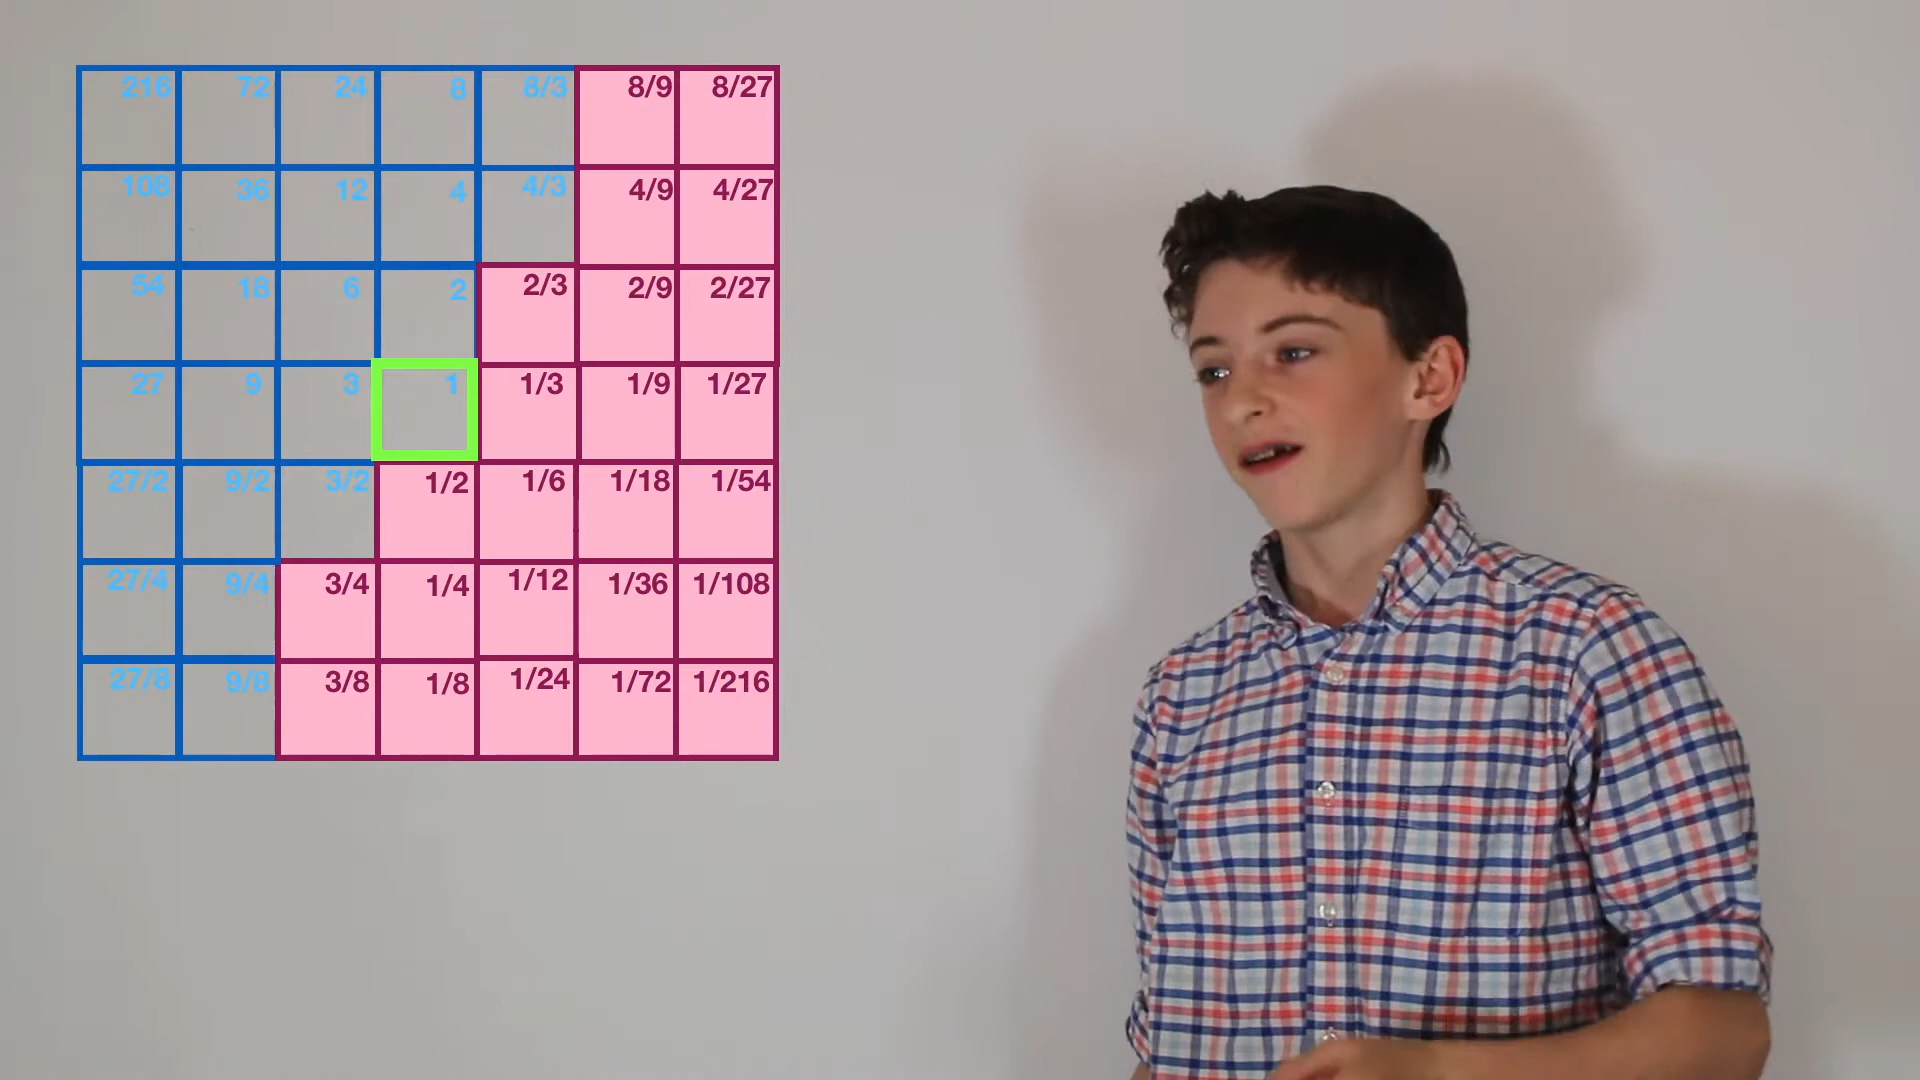 216 72 24 8 8/3 8/9 8/27
108 36 12 4 4/3 4/9 4/27
54 18 6 2 2/3 2/9 2/27
27 9 3 1 1/3 1/9 1/27
27/2 9/2 3/2 1/2 1/6 1/18 1/54
27/4 9/4 3/4 1/4 1/12 1/36 1/108
27/8 9/8 3/8 1/8 1/24 1/72 1/216